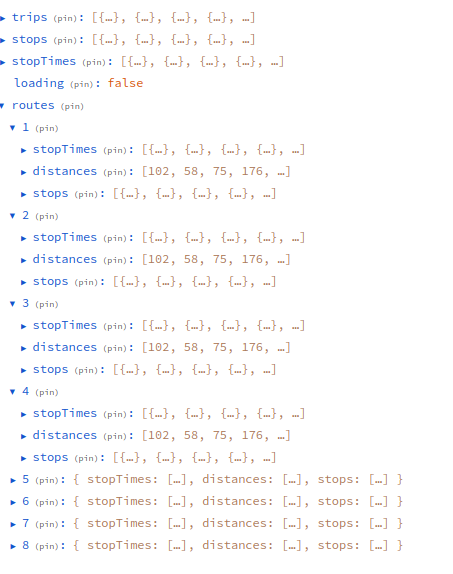 ▸ trips (pin): [{…}, {…}, {…}, {…}, …]
▸ stops (pin): [{…}, {…}, {…}, {…}, …]
▸ stopTimes (pin): [{…}, {…}, {…}, {…}, …]
loading (pin): false
▾ routes (pin)
▾ 1 (pin)
▸ stopTimes (pin): [{…}, {…}, {…}, {…}, …]
▸ distances (pin): [102, 58, 75, 176, …]
▸ stops (pin): [{…}, {…}, {…}, {…}, …]
▾ 2 (pin)
▸ stopTimes (pin): [{…}, {…}, {…}, {…}, …]
▸ distances (pin): [102, 58, 75, 176, …]
▸ stops (pin): [{…}, {…}, {…}, {…}, …]
▾ 3 (pin)
▸ stopTimes (pin): [{…}, {…}, {…}, {…}, …]
▸ distances (pin): [102, 58, 75, 176, …]
▸ stops (pin): [{…}, {…}, {…}, {…}, …]
▾ 4 (pin)
▸ stopTimes (pin): [{…}, {…}, {…}, {…}, …]
▸ distances (pin): [102, 58, 75, 176, …]
▸ stops (pin): [{…}, {…}, {…}, {…}, …]
▸ 5 (pin): { stopTimes: […], distances: […], stops: […] }
▸ 6 (pin): { stopTimes: […], distances: […], stops: […] }
▸ 7 (pin): { stopTimes: […], distances: […], stops: […] }
▸ 8 (pin): { stopTimes: […], distances: […], stops: […] }